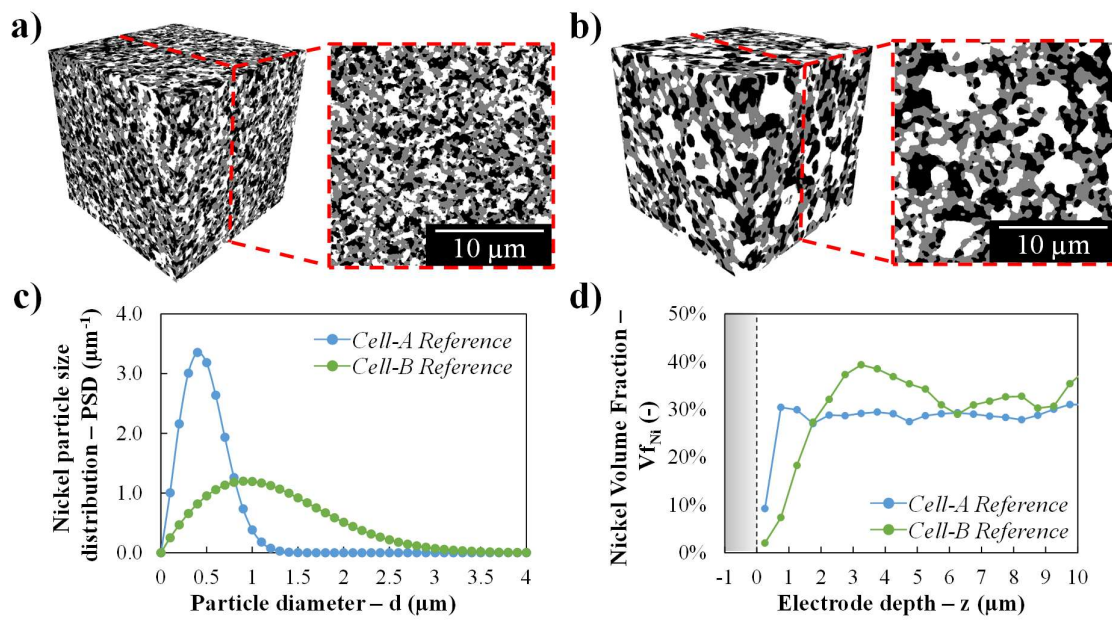 a)
b)
10 µm
10 µm
c)
d)
Nickel particle size
distribution – PSD (µm⁻¹)
4.0
3.0
2.0
1.0
0.0
Cell-A Reference
Cell-B Reference
0
0.5
1
1.5
2
2.5
3
3.5
4
Particle diameter – d (µm)
Nickel Volume Fraction –
Vf_Ni (-)
50%
40%
30%
20%
10%
0%
Cell-A Reference
Cell-B Reference
-1
0
1
2
3
4
5
6
7
8
9
10
Electrode depth – z (µm)